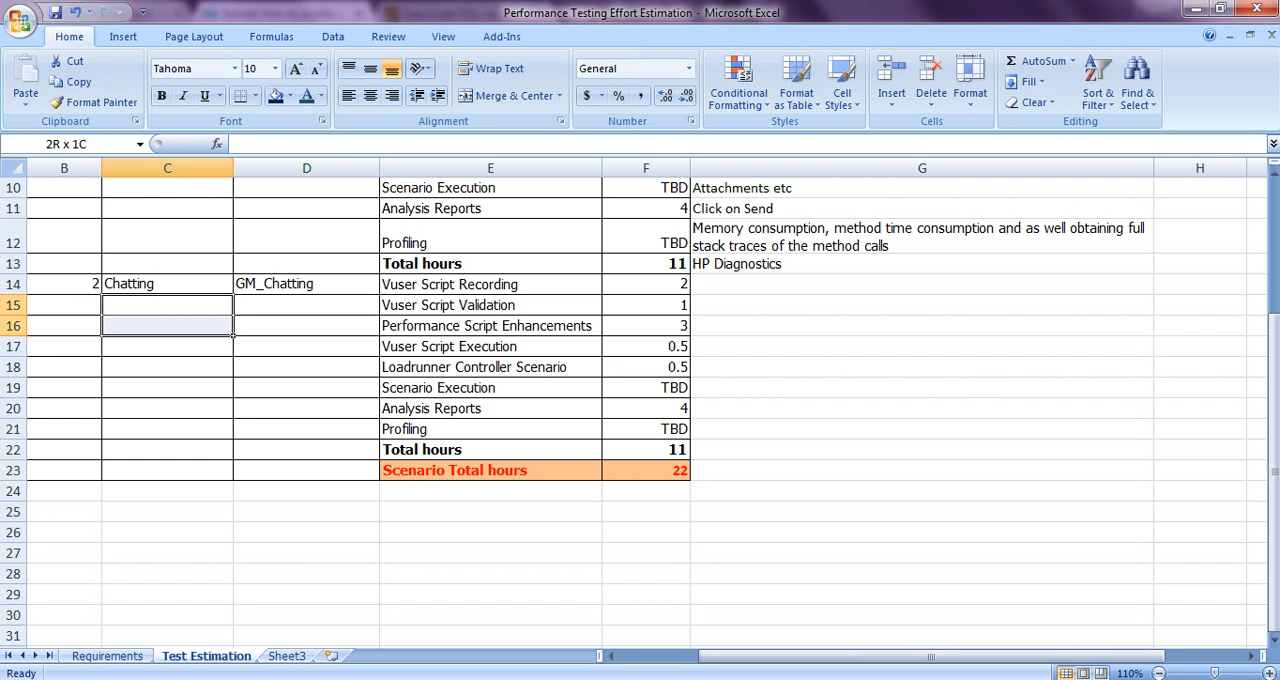 Performance Testing Effort Estimation - Microsoft Excel
Home Insert Page Layout Formulas Data Review View Add-Ins
Paste Cut Copy Format Painter Clipboard
Tahoma 10 A A B I U A Font
Wrap Text Merge & Center Alignment
General $ % , .0 .00 .00 .0 Number
Conditional Formatting Format as Table Cell Styles Styles
Insert Delete Format Cells
Σ AutoSum Fill Clear Sort & Filter Find & Select Editing
2R x 1C fx
B C D E F G H
10 Scenario Execution TBD Attachments etc
11 Analysis Reports 4 Click on Send
Memory consumption, method time consumption and as well obtaining full
12 Profiling TBD stack traces of the method calls
13 Total hours 11 HP Diagnostics
14 2 Chatting GM_Chatting Vuser Script Recording 2
15 Vuser Script Validation 1
16 Performance Script Enhancements 3
17 Vuser Script Execution 0.5
18 Loadrunner Controller Scenario 0.5
19 Scenario Execution TBD
20 Analysis Reports 4
21 Profiling TBD
22 Total hours 11
23 Scenario Total hours 22
24
25
26
27
28
29
30
31
Requirements Test Estimation Sheet3
Ready 110%